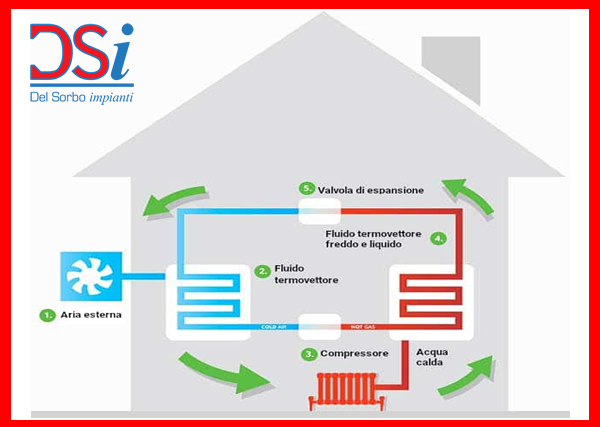 DSi
Del Sorbo impianti
5. Valvola di espansione
Fluido termovettore
freddo e liquido
4.
2. Fluido
termovettore
1. Aria esterna
COLD AIR
HOT GAS
3. Compressore
Acqua
calda